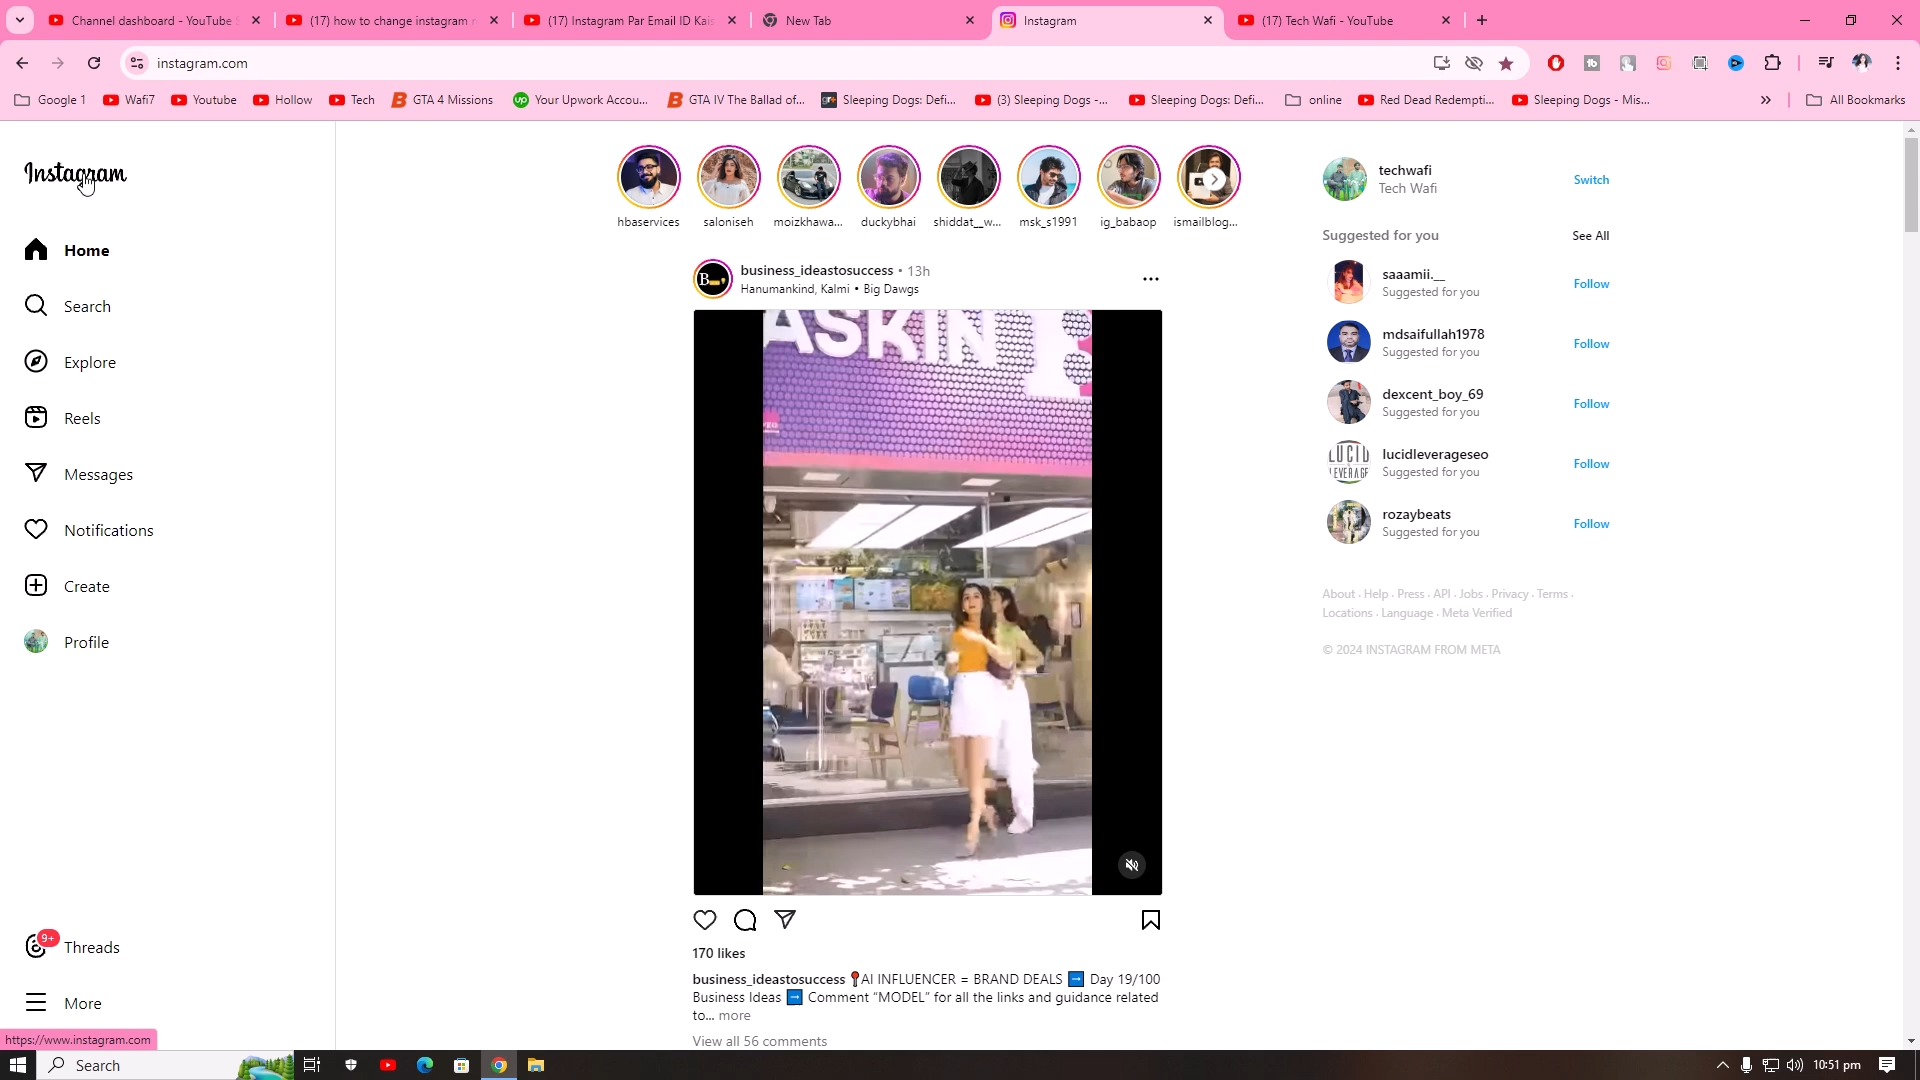 Channel dashboard - YouTube S
(17) how to change instagram n
(17) Instagram Par Email ID Kais
New Tab
Instagram
(17) Tech Wafi - YouTube
instagram.com
Google 1
Wafi7
Youtube
Hollow
Tech
GTA 4 Missions
Your Upwork Accou...
GTA IV The Ballad of...
Sleeping Dogs: Defi...
(3) Sleeping Dogs -...
Sleeping Dogs: Defi...
online
Red Dead Redempti...
Sleeping Dogs - Mis...
All Bookmarks
Instagram
Home
Search
Explore
Reels
Messages
Notifications
Create
Profile
9+
Threads
More
https://www.instagram.com
hbaservices
saloniseh
moizkhawa...
duckybhai
shiddat__w...
msk_s1991
ig_babaop
ismailblog...
business_ideastosuccess • 13h
Hanumankind, Kalmi • Big Dawgs
ASKIN
170 likes
business_ideastosuccess 📍AI INFLUENCER = BRAND DEALS ➡️ Day 19/100
Business Ideas ➡️ Comment “MODEL” for all the links and guidance related
to... more
View all 56 comments
techwafi
Tech Wafi
Switch
Suggested for you
See All
saaamii.__
Suggested for you
Follow
mdsaifullah1978
Suggested for you
Follow
dexcent_boy_69
Suggested for you
Follow
LUCID
LEVERAGE
lucidleverageseo
Suggested for you
Follow
rozaybeats
Suggested for you
Follow
About · Help · Press · API · Jobs · Privacy · Terms ·
Locations · Language · Meta Verified
© 2024 INSTAGRAM FROM META
Search
10:51 pm